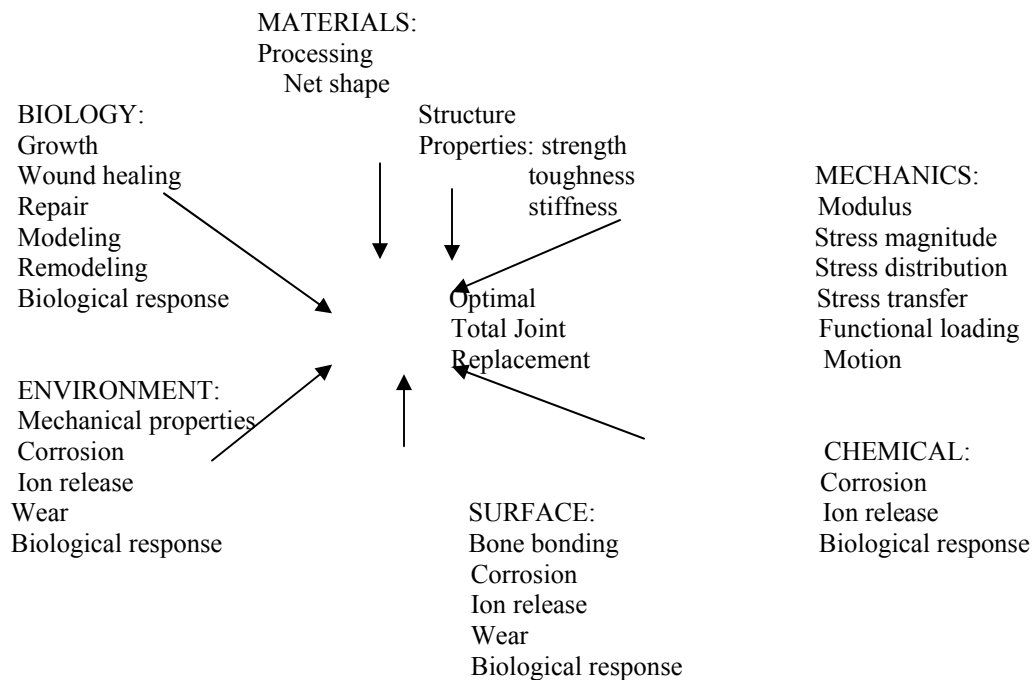 MATERIALS:
Processing
Net shape
Structure
Properties: strength
toughness
stiffness
BIOLOGY:
Growth
Wound healing
Repair
Modeling
Remodeling
Biological response
MECHANICS:
Modulus
Stress magnitude
Stress distribution
Stress transfer
Functional loading
Motion
Optimal
Total Joint
Replacement
ENVIRONMENT:
Mechanical properties
Corrosion
Ion release
Wear
Biological response
SURFACE:
Bone bonding
Corrosion
Ion release
Wear
Biological response
CHEMICAL:
Corrosion
Ion release
Biological response